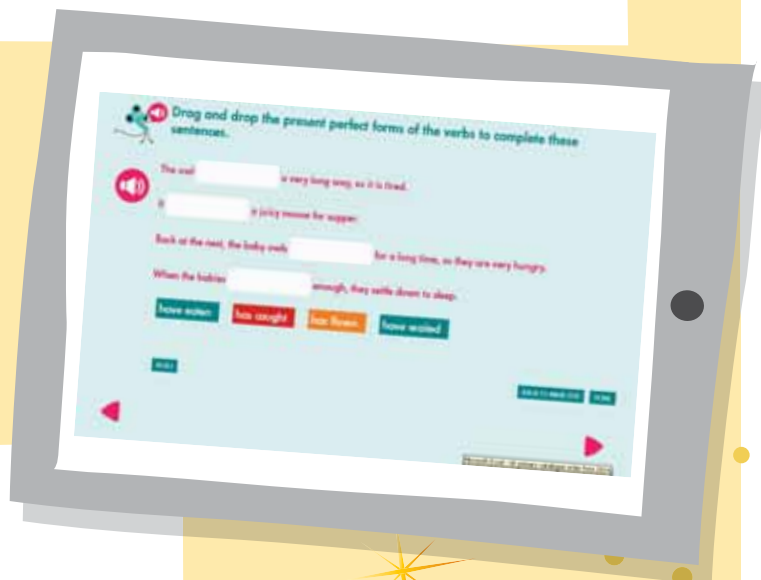 Drag and drop the present perfect forms of the verbs to complete these
sentences.
The owl a very long way, so it is tired.
It a juicy mouse for supper.
Back at the nest, the baby owls for a long time, so they are very hungry.
When the babies enough, they settle down to sleep.
have eaten has caught has flown have waited